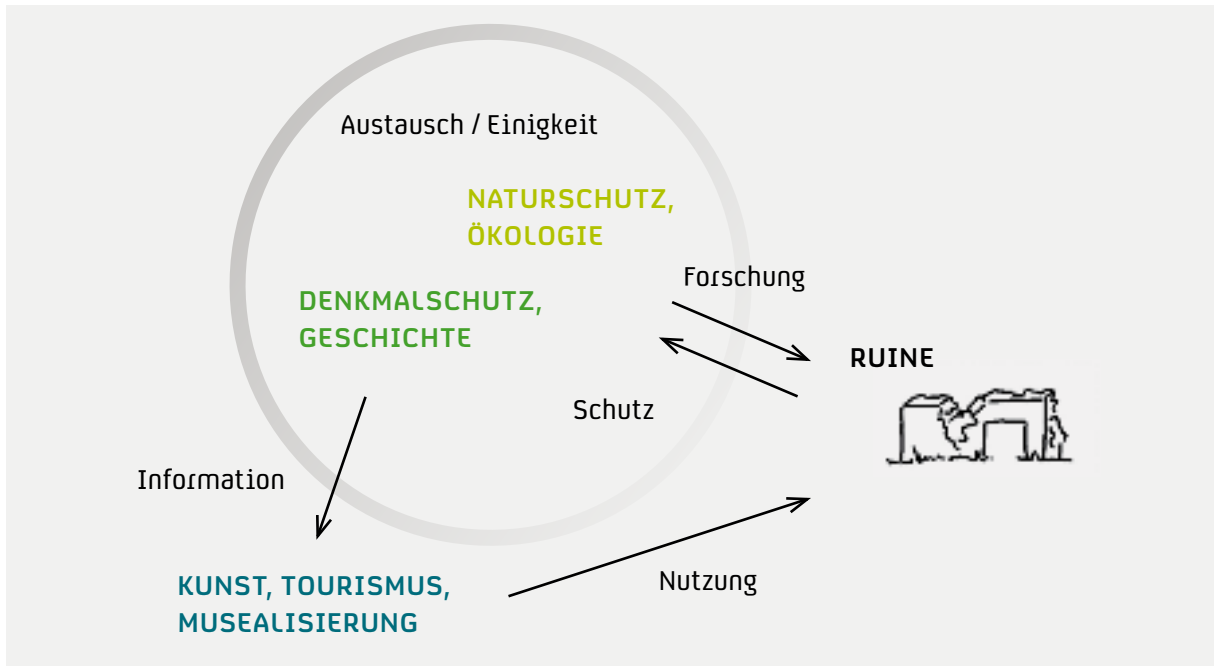 Austausch / Einigkeit
NATURSCHUTZ,
ÖKOLOGIE
Forschung
DENKMALSCHUTZ,
GESCHICHTE
RUINE
Schutz
Information
KUNST, TOURISMUS,
MUSEALISIERUNG
Nutzung